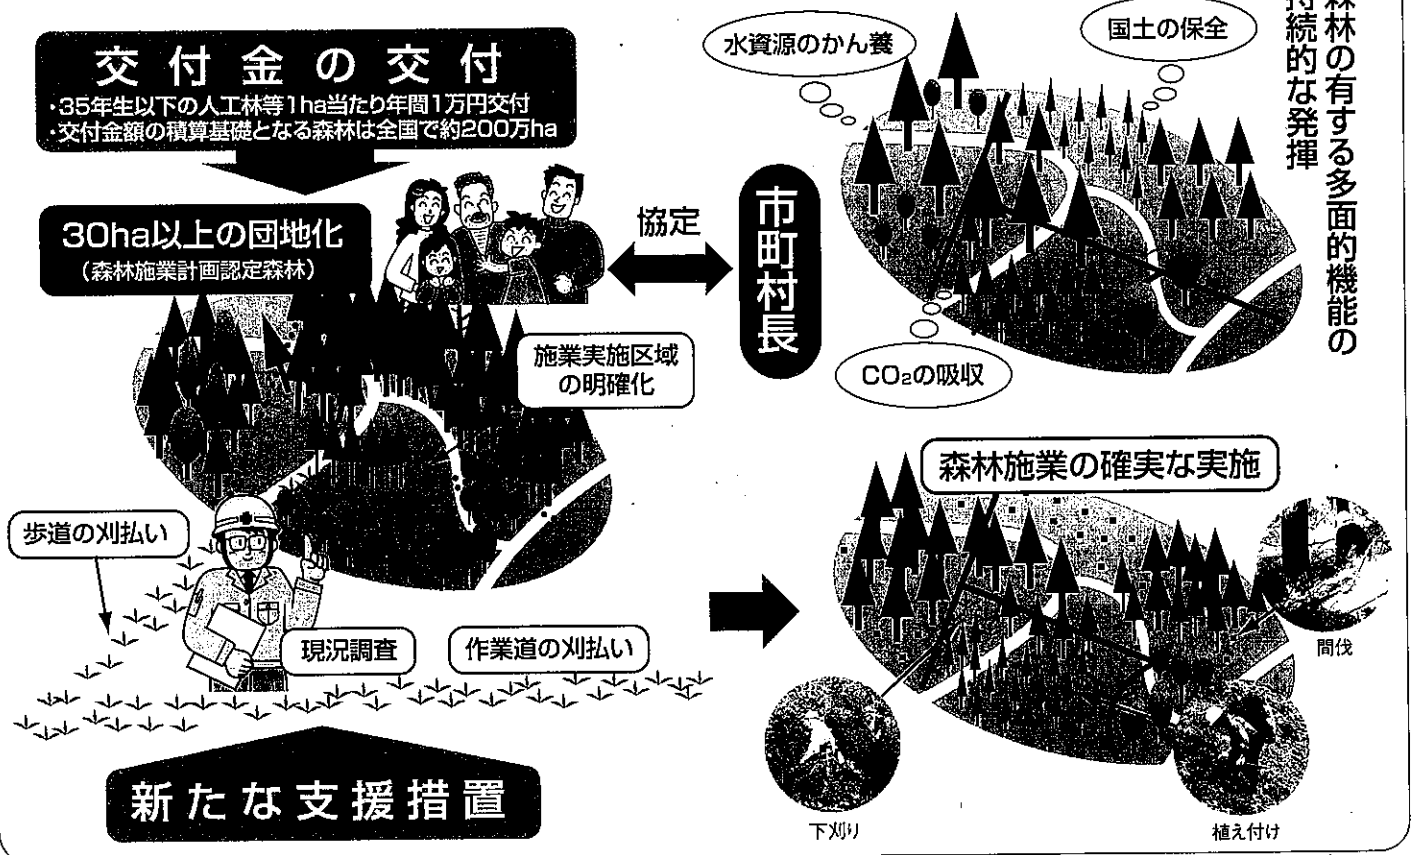 交付金の交付
・35年生以下の人工林等1ha当たり年間1万円交付
・交付金額の積算基礎となる森林は全国で約200万ha
30ha以上の団地化
(森林施業計画認定森林)
協定
市町村長
施業実施区域
の明確化
歩道の刈払い
現況調査
作業道の刈払い
新たな支援措置
水資源のかん養
国土の保全
CO₂の吸収
森林の有する多面的機能の
持続的な発揮
森林施業の確実な実施
間伐
下刈り
植え付け